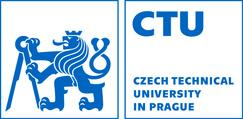 CTU
CZECH TECHNICAL
UNIVERSITY
IN PRAGUE